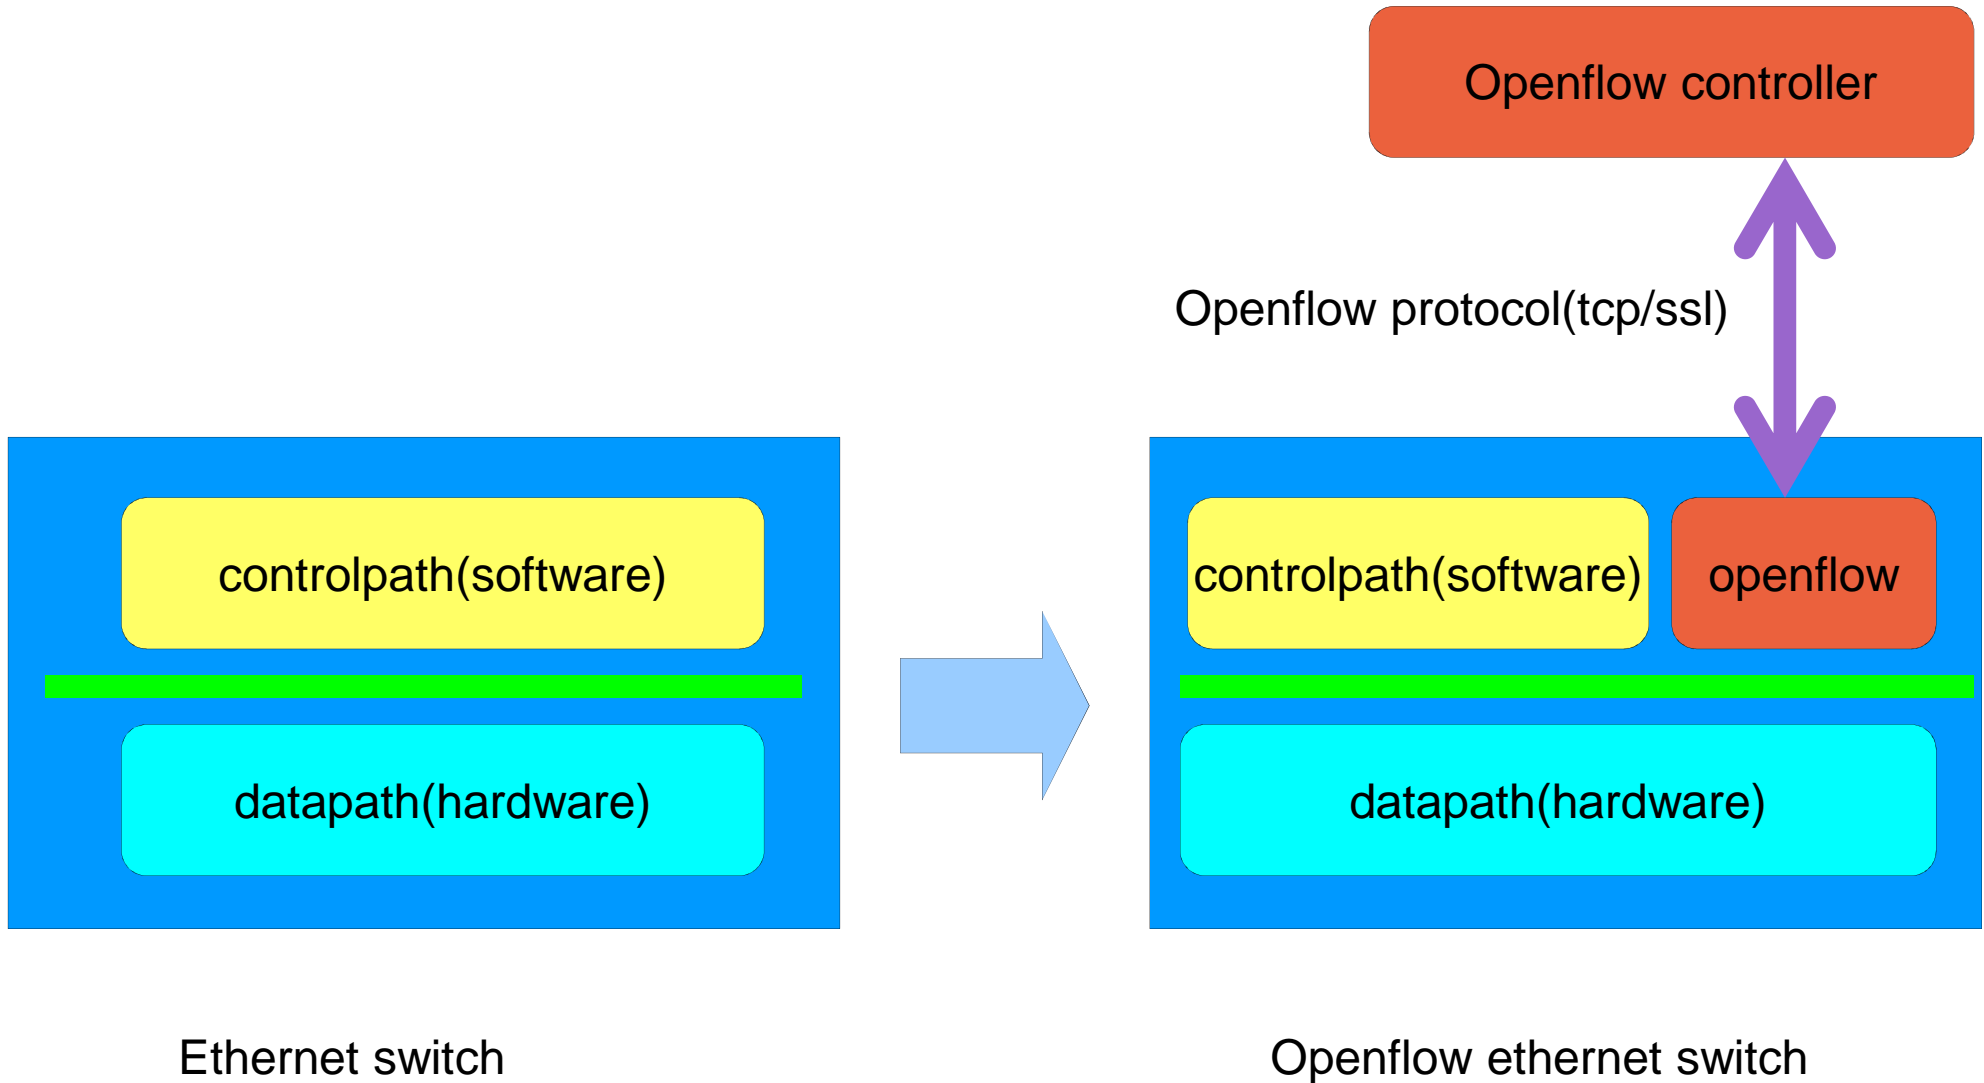 Openflow controller
Openflow protocol(tcp/ssl)
controlpath(software)
datapath(hardware)
controlpath(software)
openflow
datapath(hardware)
Ethernet switch
Openflow ethernet switch